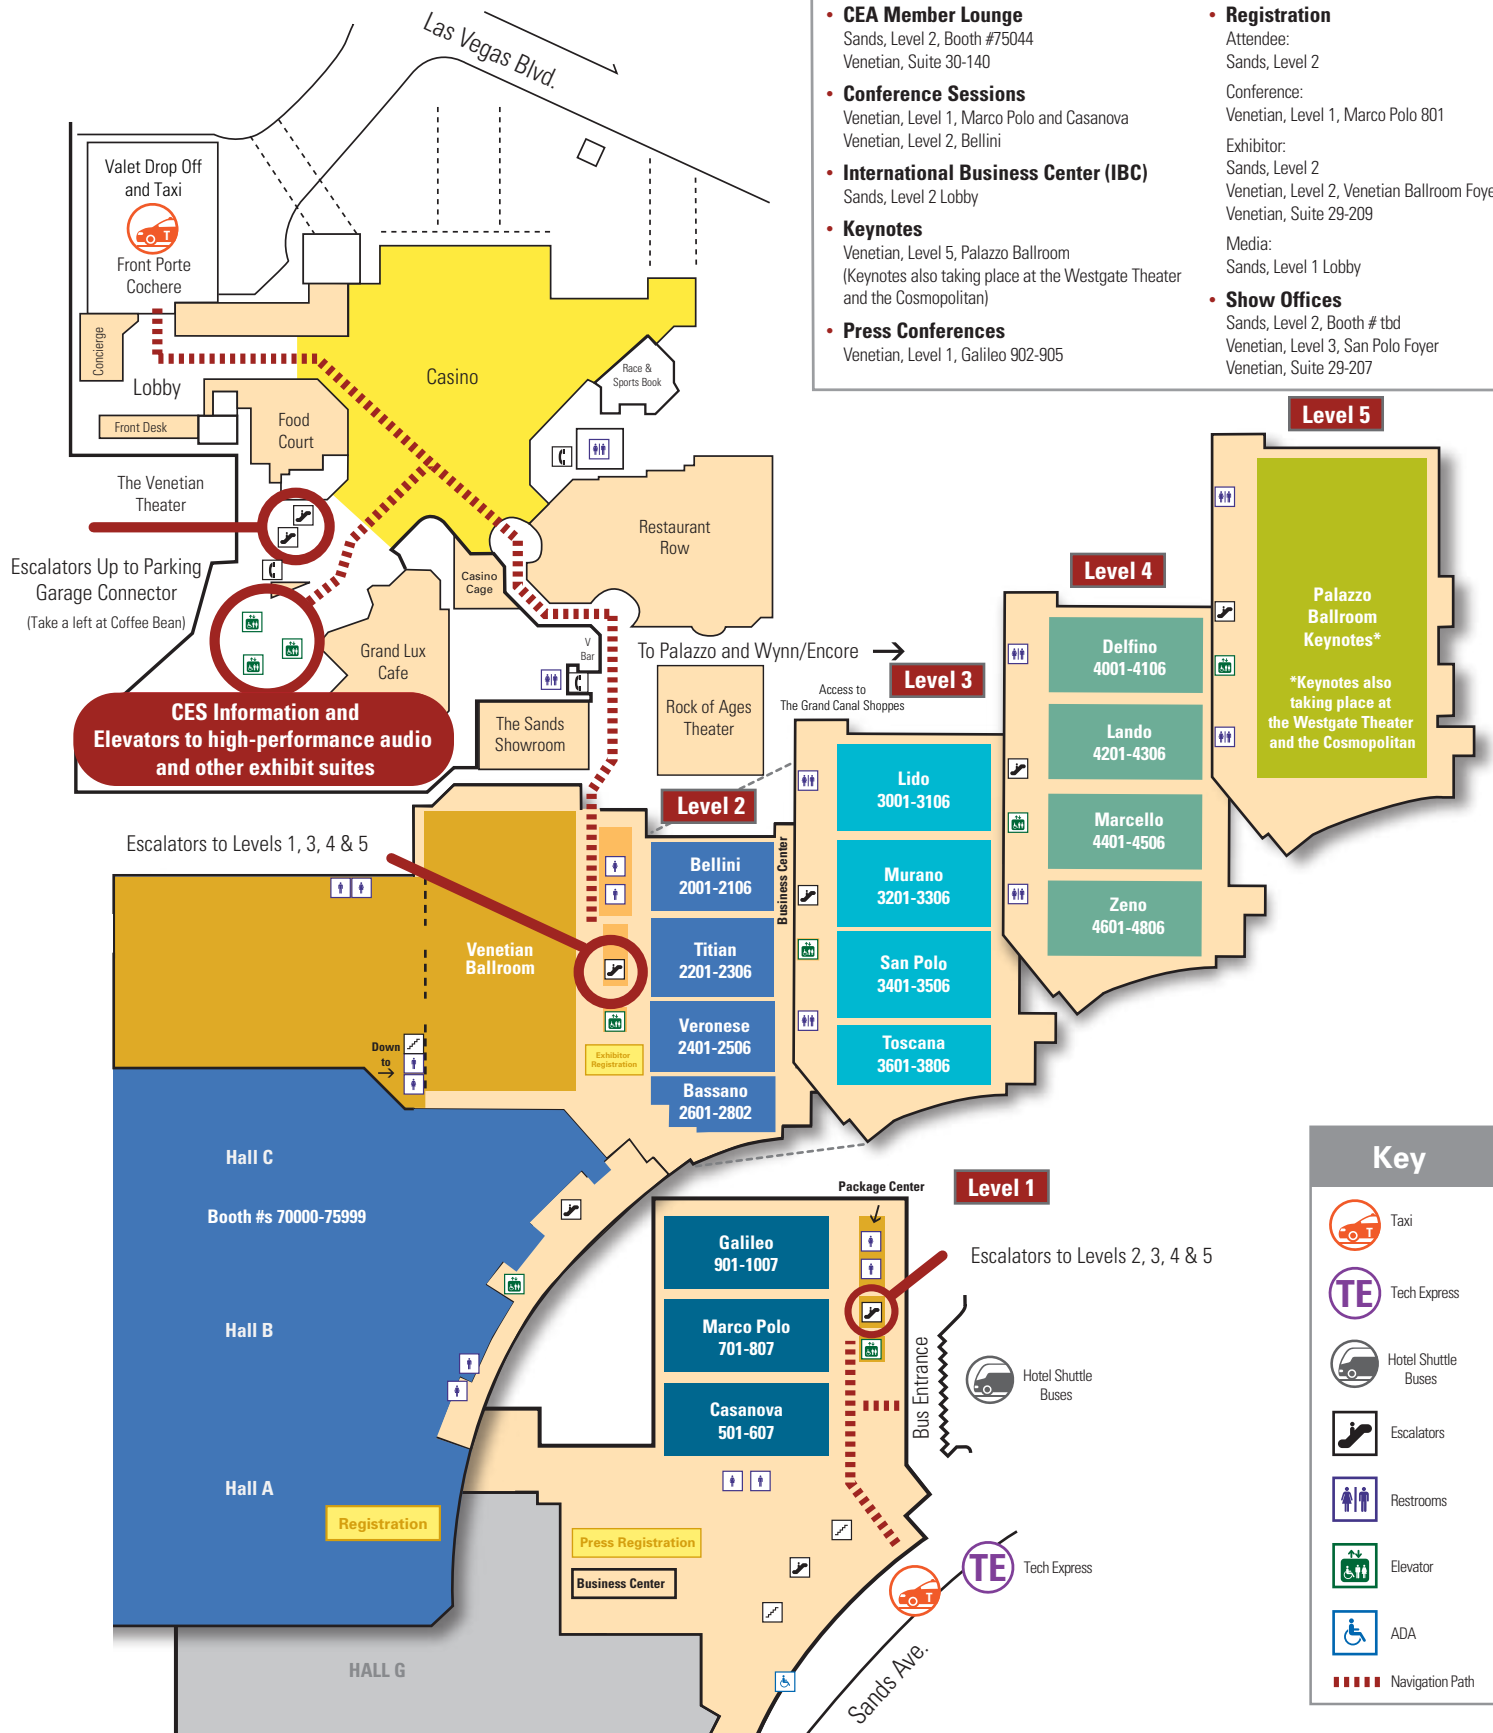 • CEA Member Lounge
Sands, Level 2, Booth #75044
Venetian, Suite 30-140
• Conference Sessions
Venetian, Level 1, Marco Polo and Casanova
Venetian, Level 2, Bellini
• International Business Center (IBC)
Sands, Level 2 Lobby
• Keynotes
Venetian, Level 5, Palazzo Ballroom
(Keynotes also taking place at the Westgate Theater
and the Cosmopolitan)
• Press Conferences
Venetian, Level 1, Galileo 902-905
• Registration
Attendee:
Sands, Level 2
Conference:
Venetian, Level 1, Marco Polo 801
Exhibitor:
Sands, Level 2
Venetian, Level 2, Venetian Ballroom Foye
Venetian, Suite 29-209
Media:
Sands, Level 1 Lobby
• Show Offices
Sands, Level 2, Booth # tbd
Venetian, Level 3, San Polo Foyer
Venetian, Suite 29-207
Las Vegas Blvd.
Valet Drop Off
and Taxi
T
Front Porte
Cochere
Concierge
Lobby
Front Desk
Food
Court
Casino
Race &
Sports Book
The Venetian
Theater
Escalators Up to Parking
Garage Connector
(Take a left at Coffee Bean)
Restaurant
Row
Casino
Cage
Grand Lux
Cafe
V
Bar
To Palazzo and Wynn/Encore
Access to
The Grand Canal Shoppes
CES Information and
Elevators to high-performance audio
and other exhibit suites
The Sands
Showroom
Rock of Ages
Theater
Level 5
Palazzo
Ballroom
Keynotes*
*Keynotes also
taking place at
the Westgate Theater
and the Cosmopolitan
Level 4
Delfino
4001-4106
Lando
4201-4306
Marcello
4401-4506
Zeno
4601-4806
Level 3
Lido
3001-3106
Murano
3201-3306
San Polo
3401-3506
Toscana
3601-3806
Level 2
Escalators to Levels 1, 3, 4 & 5
Business Center
Bellini
2001-2106
Titian
2201-2306
Veronese
2401-2506
Bassano
2601-2802
Venetian
Ballroom
Exhibitor
Registration
Down
to
Hall C
Booth #s 70000-75999
Hall B
Hall A
Registration
HALL G
Level 1
Package Center
Galileo
901-1007
Marco Polo
701-807
Casanova
501-607
Escalators to Levels 2, 3, 4 & 5
Bus Entrance
Hotel Shuttle
Buses
Press Registration
Business Center
T
TE
Tech Express
Sands Ave.
Key
T
Taxi
TE
Tech Express
Hotel Shuttle
Buses
Escalators
Restrooms
Elevator
ADA
Navigation Path